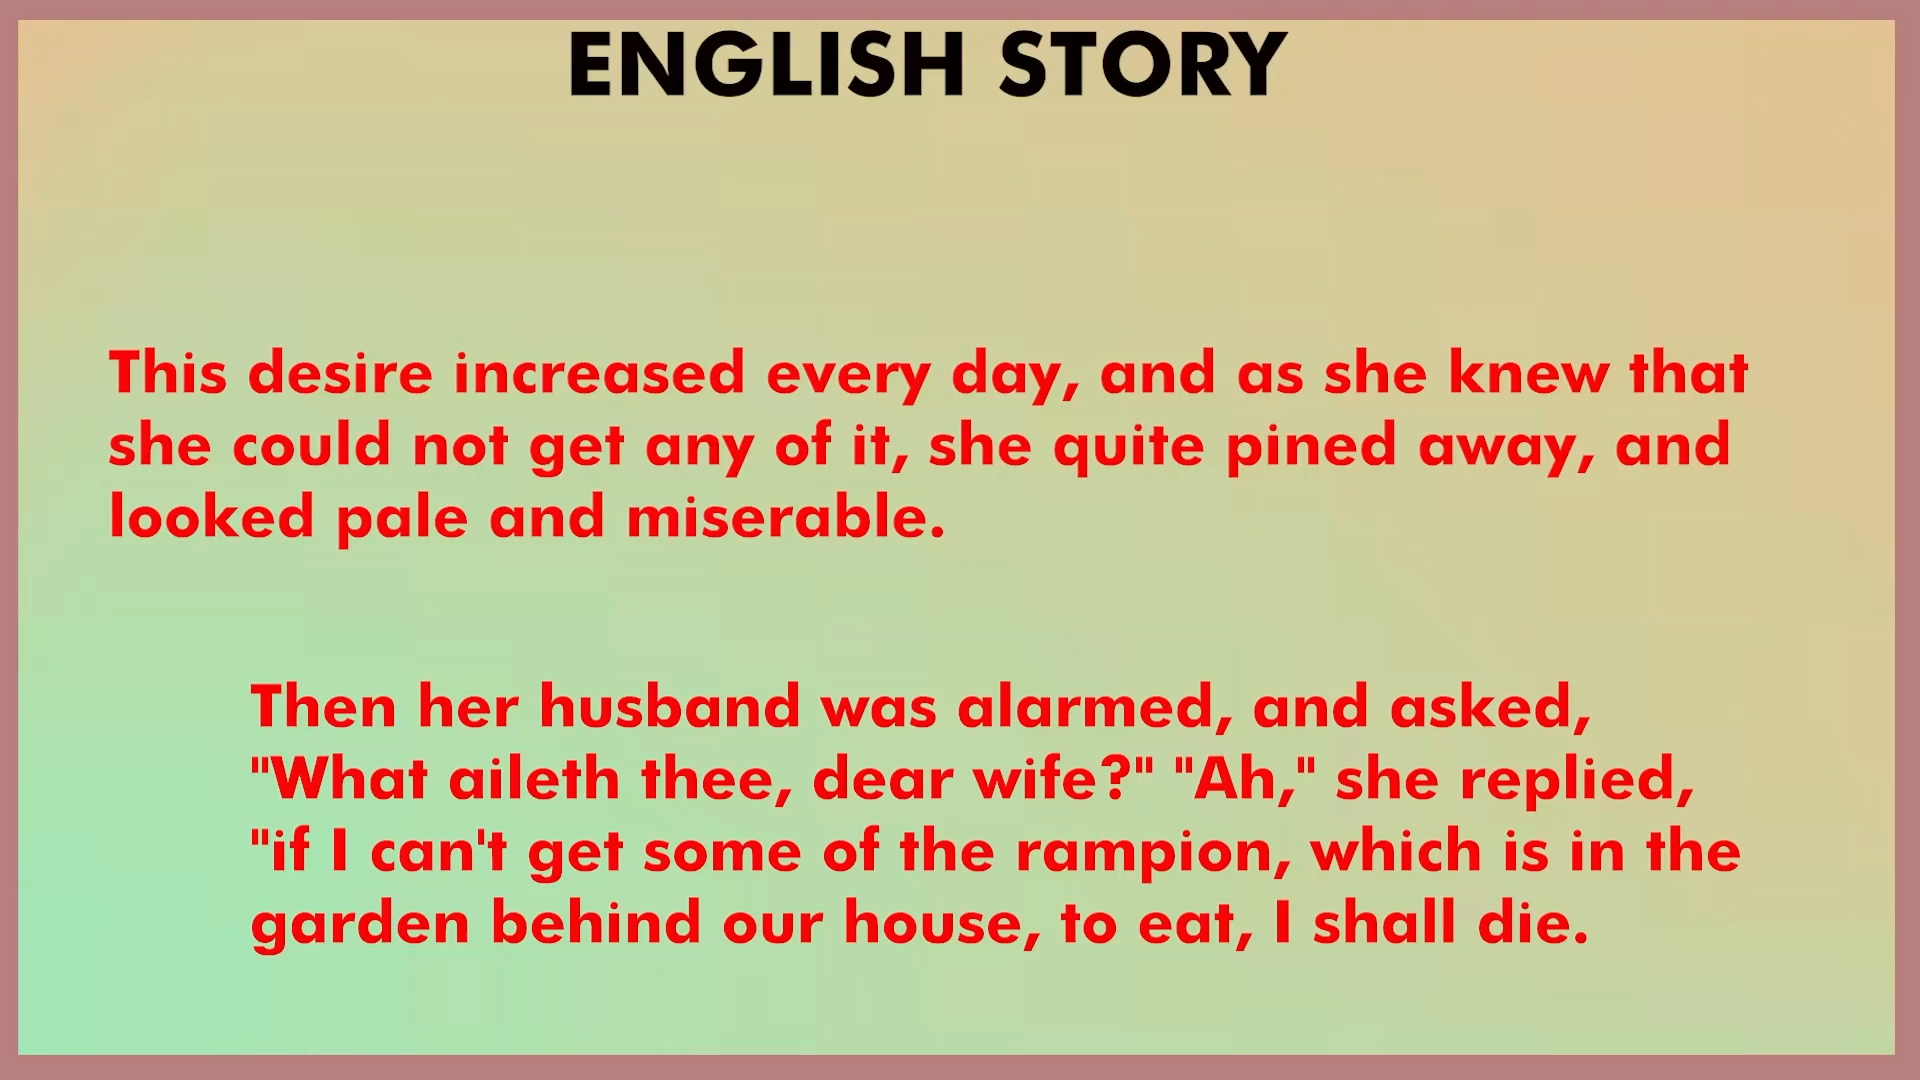 ENGLISH STORY
This desire increased every day, and as she knew that
she could not get any of it, she quite pined away, and
looked pale and miserable.
Then her husband was alarmed, and asked,
"What aileth thee, dear wife?" "Ah," she replied,
"if I can't get some of the rampion, which is in the
garden behind our house, to eat, I shall die.